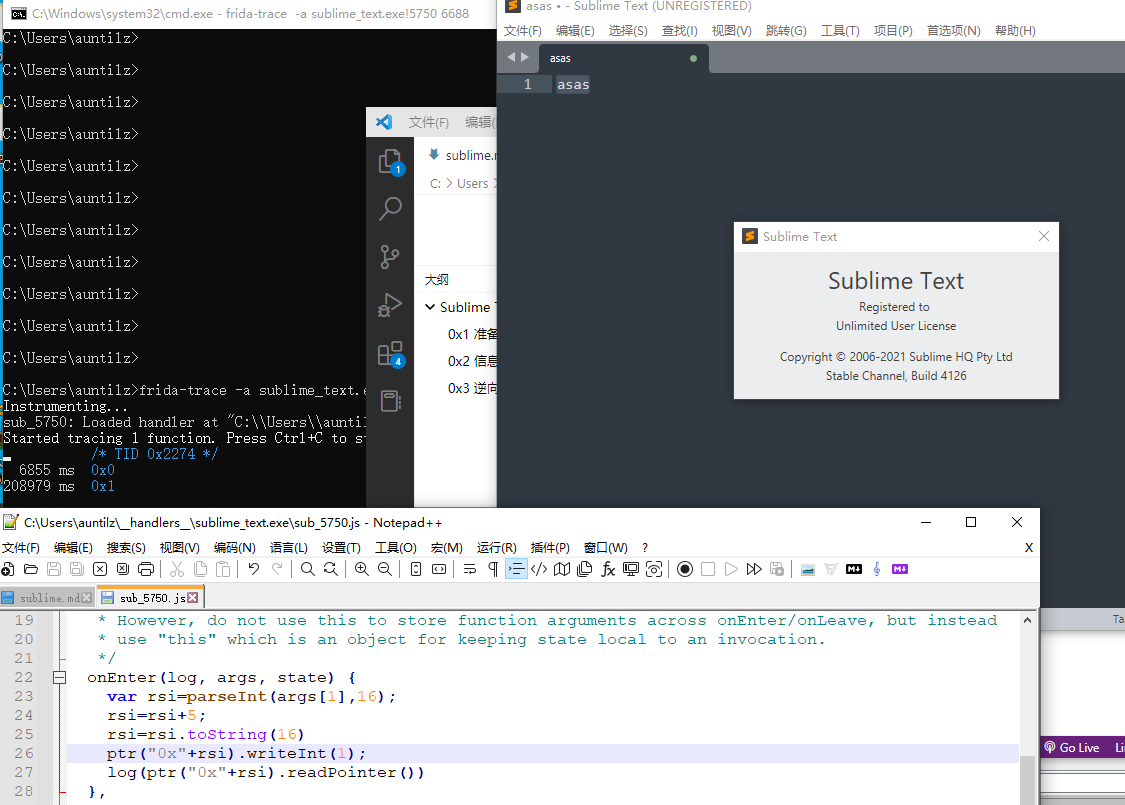 C:\Windows\system32\cmd.exe - frida-trace -a sublime_text.exe!5750 6688
C:\Users\auntilz>
C:\Users\auntilz>
C:\Users\auntilz>
C:\Users\auntilz>
C:\Users\auntilz>
C:\Users\auntilz>
C:\Users\auntilz>
C:\Users\auntilz>
C:\Users\auntilz>
C:\Users\auntilz>
C:\Users\auntilz>
C:\Users\auntilz>frida-trace -a sublime_text.e
Instrumenting...
sub_5750: Loaded handler at "C:\\Users\\auntil
Started tracing 1 function. Press Ctrl+C to st
/* TID 0x2274 */
6855 ms 0x0
208979 ms 0x1
文件(F) 编辑(
1
sublime.
C: > Users >
大纲
Sublime
0x1 准备
0x2 信息
0x3 逆向
4
asas • - Sublime Text (UNREGISTERED)
文件(F) 编辑(E) 选择(S) 查找(I) 视图(V) 跳转(G) 工具(T) 项目(P) 首选项(N) 帮助(H)
asas
1 asas
Sublime Text
Sublime Text
Registered to
Unlimited User License
Copyright © 2006-2021 Sublime HQ Pty Ltd
Stable Channel, Build 4126
C:\Users\auntilz\__handlers__\sublime_text.exe\sub_5750.js - Notepad++
文件(F) 编辑(E) 搜索(S) 视图(V) 编码(N) 语言(L) 设置(T) 工具(O) 宏(M) 运行(R) 插件(P) 窗口(W) ? X
sublime.md sub_5750.js
19 * However, do not use this to store function arguments across onEnter/onLeave, but instead
20 * use "this" which is an object for keeping state local to an invocation.
21 */
22 onEnter(log, args, state) {
23 var rsi=parseInt(args[1],16);
24 rsi=rsi+5;
25 rsi=rsi.toString(16)
26 ptr("0x"+rsi).writeInt(1);
27 log(ptr("0x"+rsi).readPointer())
28 },
Ta
Go Live Li